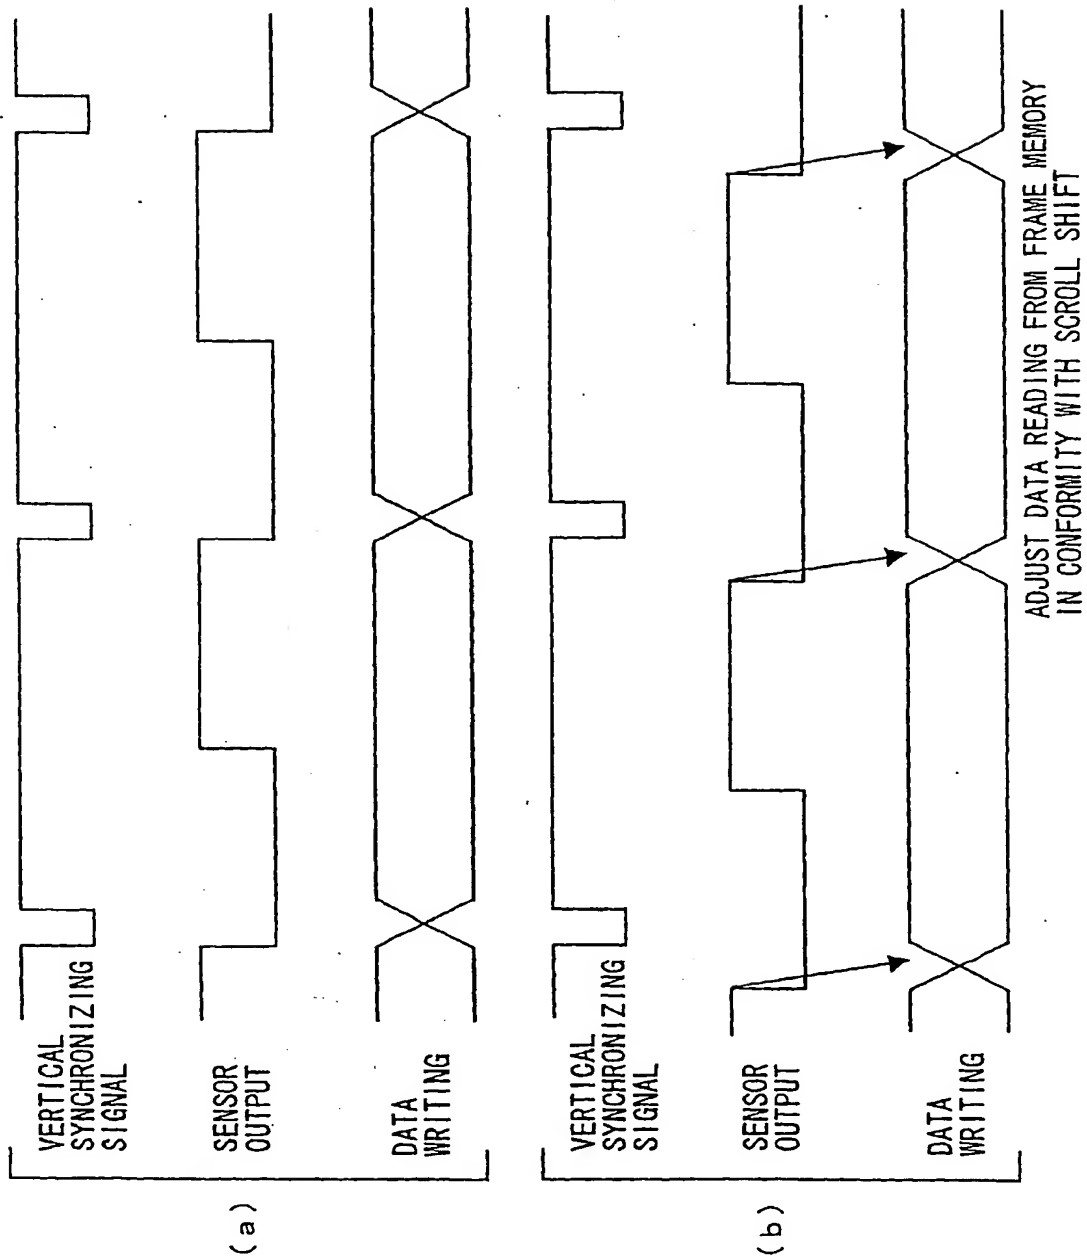 (a)
VERTICAL
SYNCHRONIZING
SIGNAL
SENSOR
OUTPUT
DATA
WRITING
(b)
VERTICAL
SYNCHRONIZING
SIGNAL
SENSOR
OUTPUT
DATA
WRITING
ADJUST DATA READING FROM FRAME MEMORY
IN CONFORMITY WITH SCROLL SHIFT